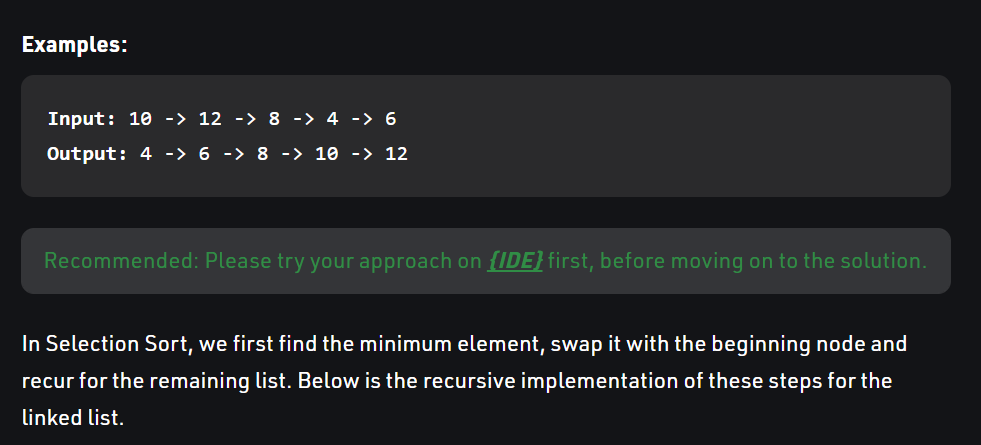 Examples:
Input: 10 -> 12 -> 8 -> 4 -> 6
Output: 4 -> 6 -> 8 -> 10 -> 12
Recommended: Please try your approach on {IDE} first, before moving on to the solution.
In Selection Sort, we first find the minimum element, swap it with the beginning node and
recur for the remaining list. Below is the recursive implementation of these steps for the
linked list.